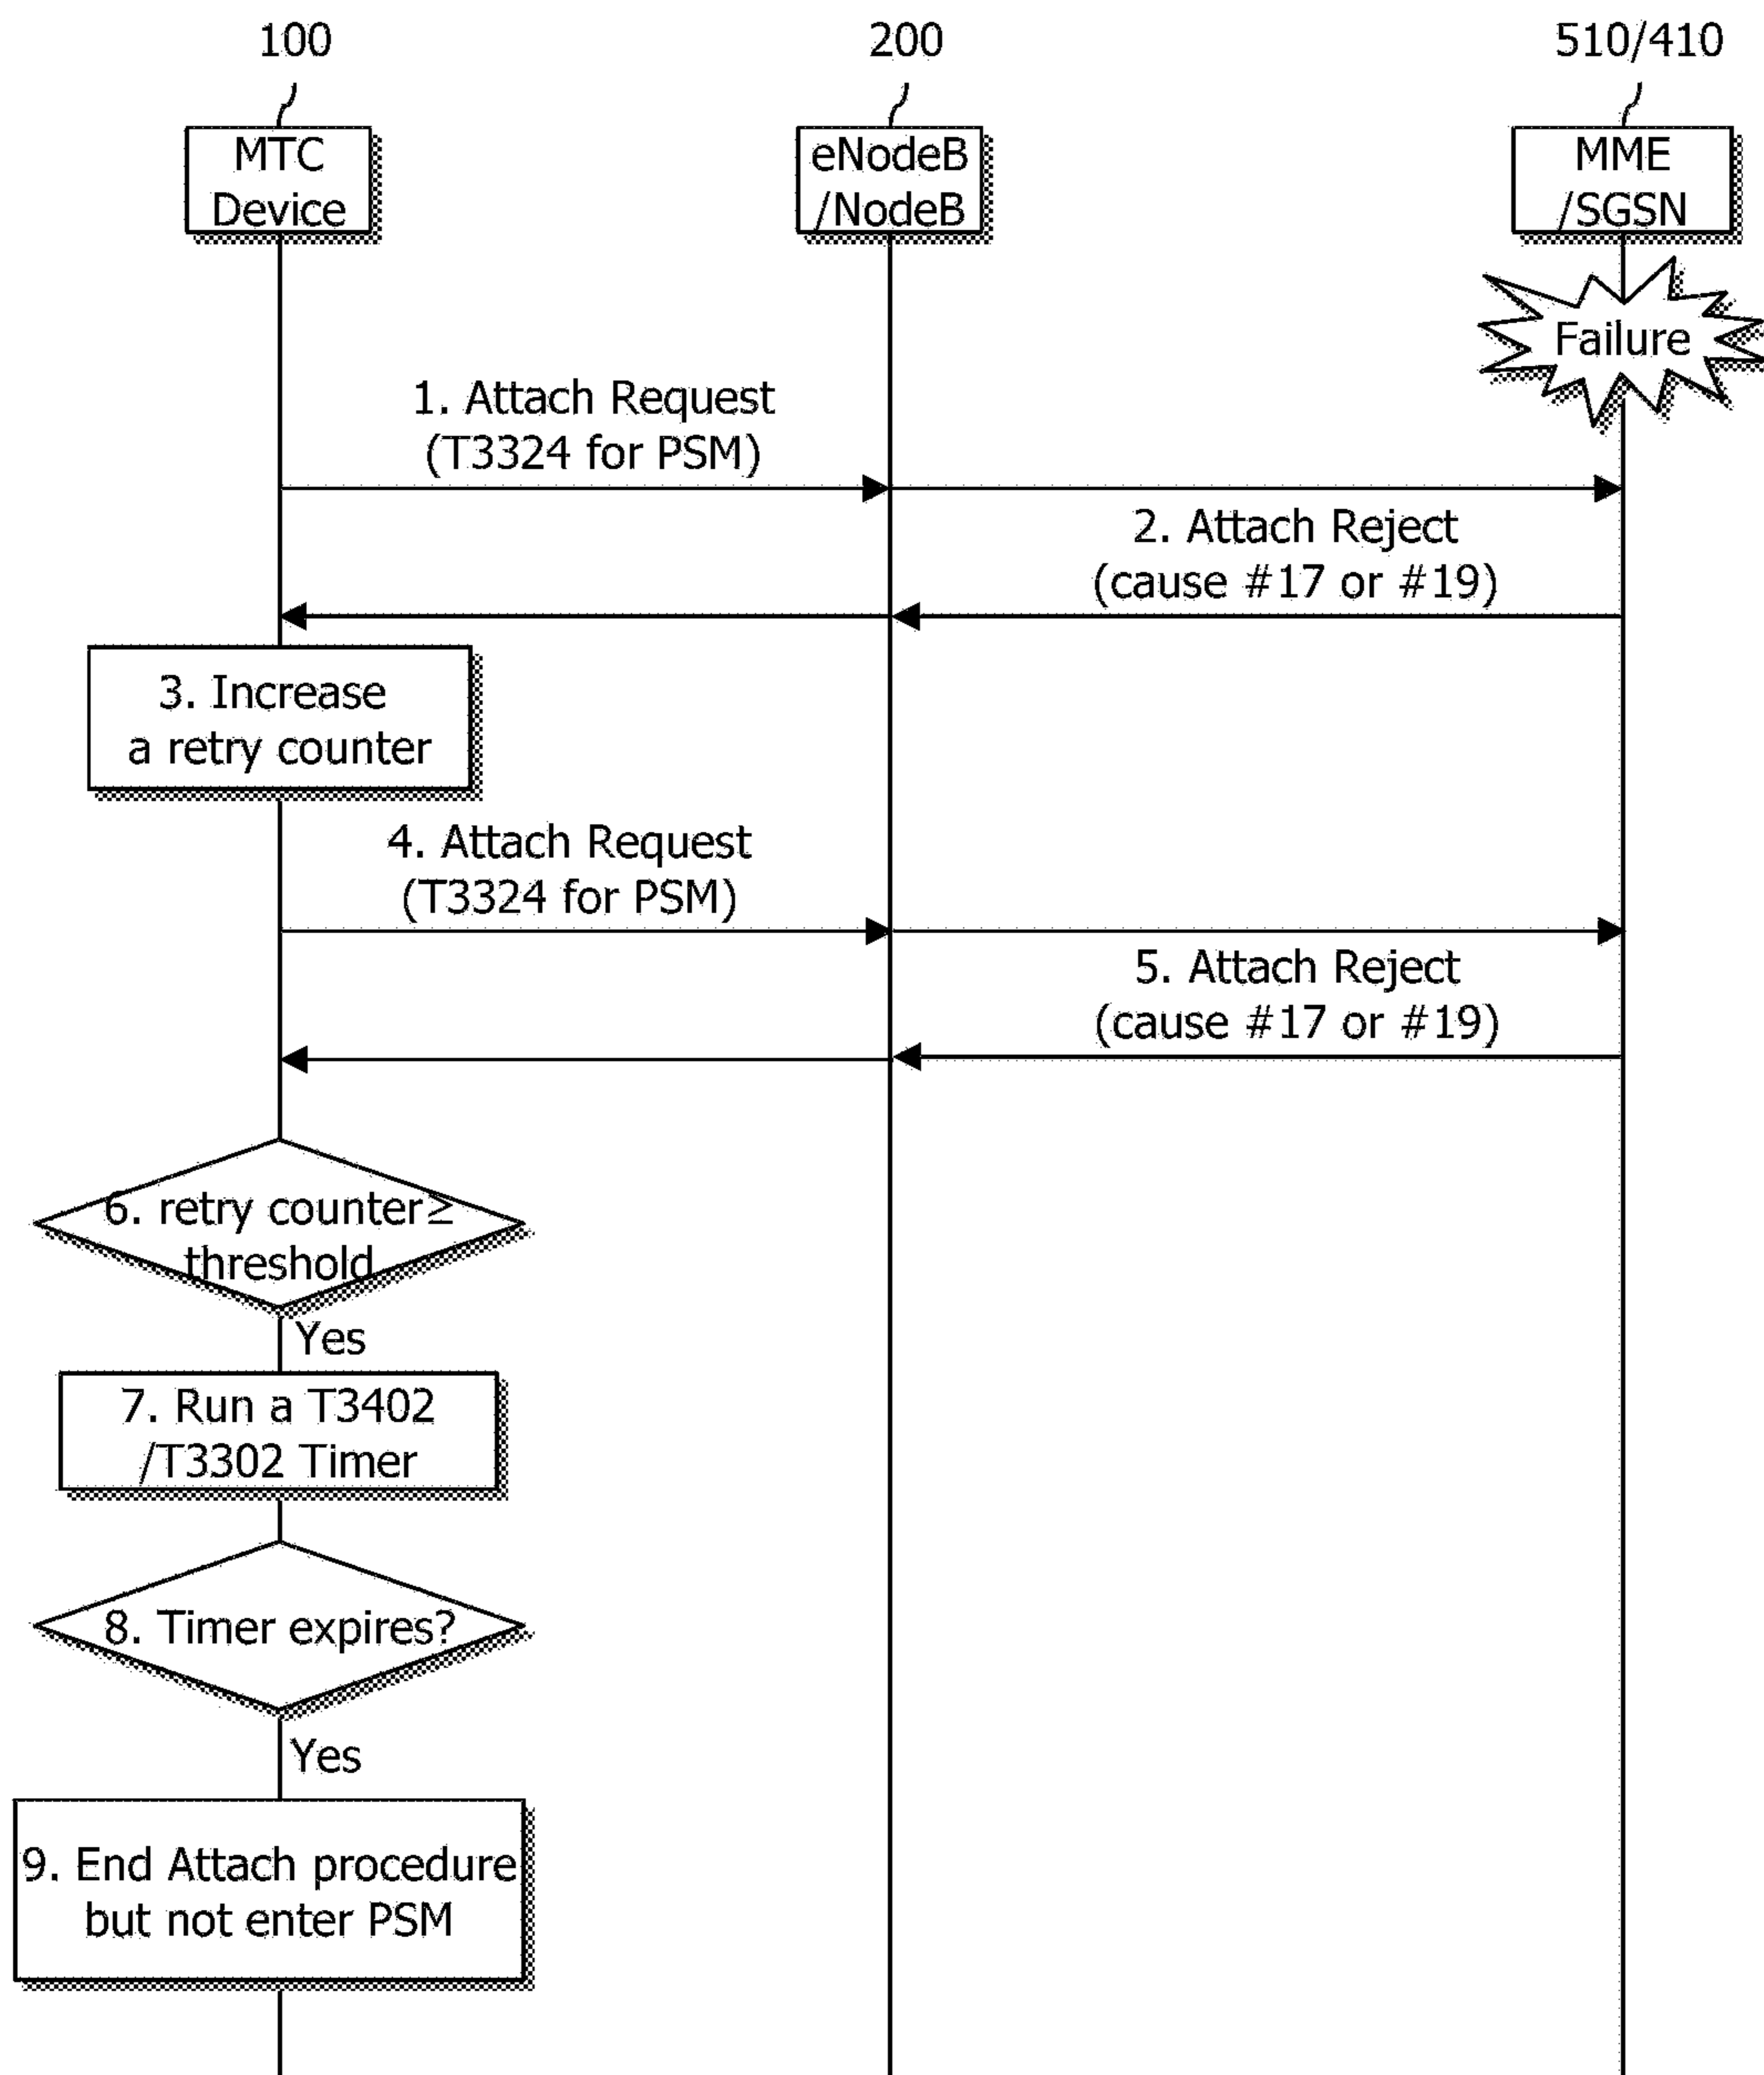 100
200
510/410
MTC
Device
eNodeB
/NodeB
MME
/SGSN
Failure
1. Attach Request
(T3324 for PSM)
2. Attach Reject
(cause #17 or #19)
3. Increase
a retry counter
4. Attach Request
(T3324 for PSM)
5. Attach Reject
(cause #17 or #19)
6. retry counter≥
threshold
Yes
7. Run a T3402
/T3302 Timer
8. Timer expires?
Yes
9. End Attach procedure
but not enter PSM